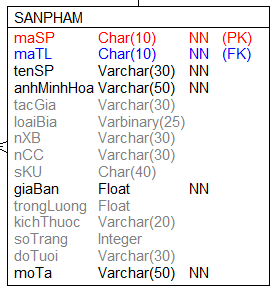 SANPHAM
maSP Char(10) NN (PK)
maTL Char(10) NN (FK)
tenSP Varchar(30) NN
anhMinhHoa Varchar(50) NN
tacGia Varchar(30)
loaiBia Varbinary(25)
nXB Varchar(30)
nCC Varchar(30)
sKU Char(40)
giaBan Float NN
trongLuong Float
kichThuoc Varchar(20)
soTrang Integer
doTuoi Varchar(30)
moTa Varchar(50) NN